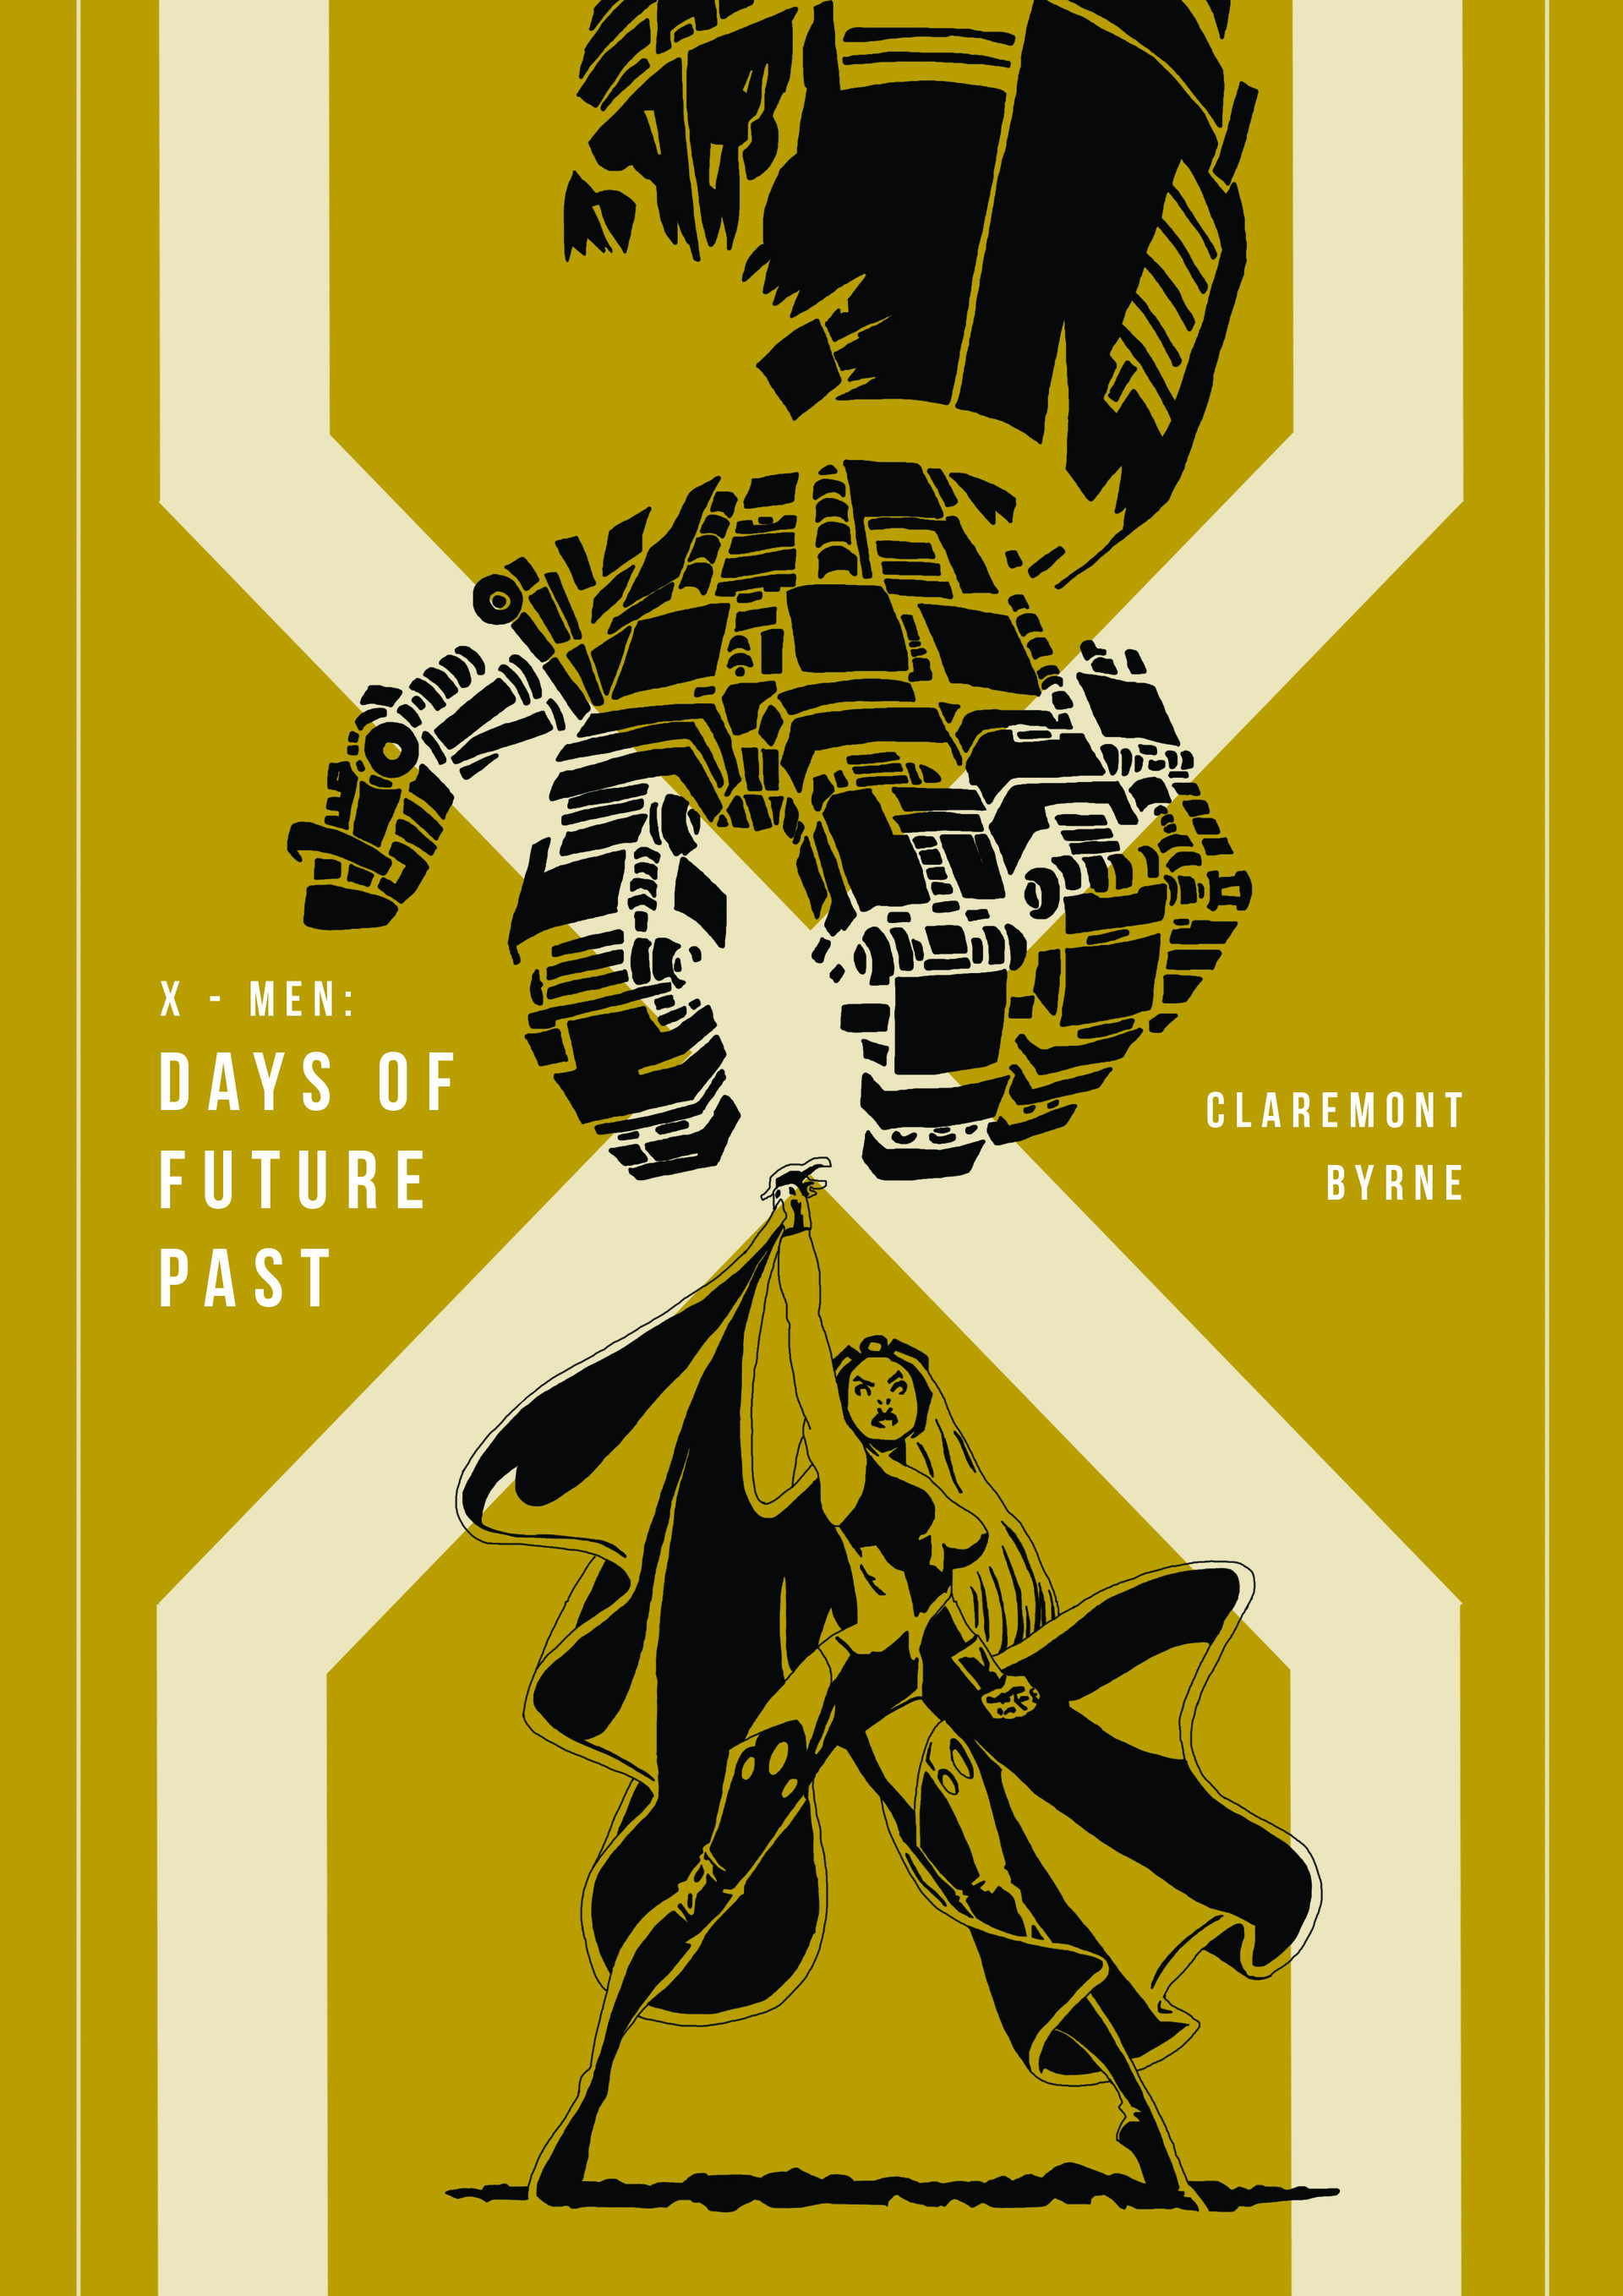 X - MEN:
DAYS OF
FUTURE
PAST
CLAREMONT
BYRNE